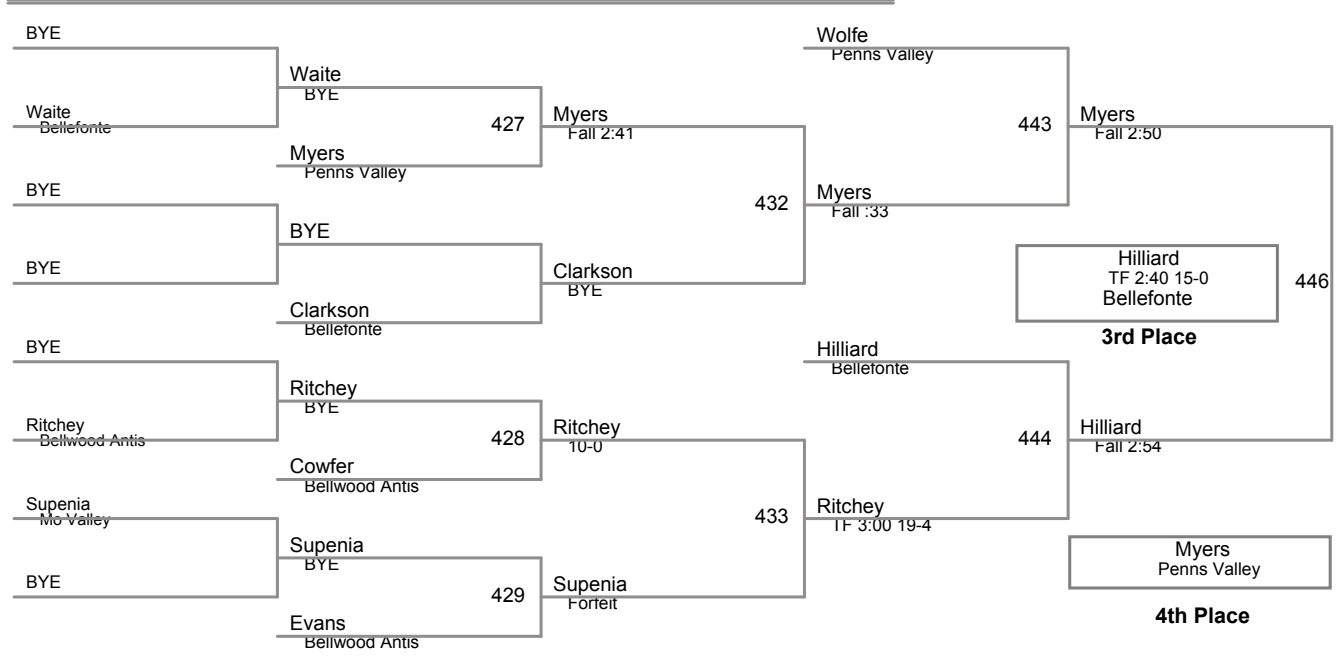 BYE
Waite
Bellefonte
BYE
BYE
BYE
Ritchey
Bellwood Antis
Supenia
Mo Valley
BYE
Waite
BYE
427
Myers
Penns Valley
BYE
Clarkson
Bellefonte
Ritchey
BYE
428
Cowfer
Bellwood Antis
Supenia
BYE
429
Evans
Bellwood Antis
Myers
Fall 2:41
432
Clarkson
BYE
Ritchey
10-0
433
Supenia
Forfeit
Wolfe
Penns Valley
443
Myers
Fall :33
Hilliard
Bellefonte
444
Ritchey
TF 3:00 19-4
Myers
Fall 2:50
Hilliard
TF 2:40 15-0
Bellefonte
446
3rd Place
Hilliard
Fall 2:54
Myers
Penns Valley
4th Place